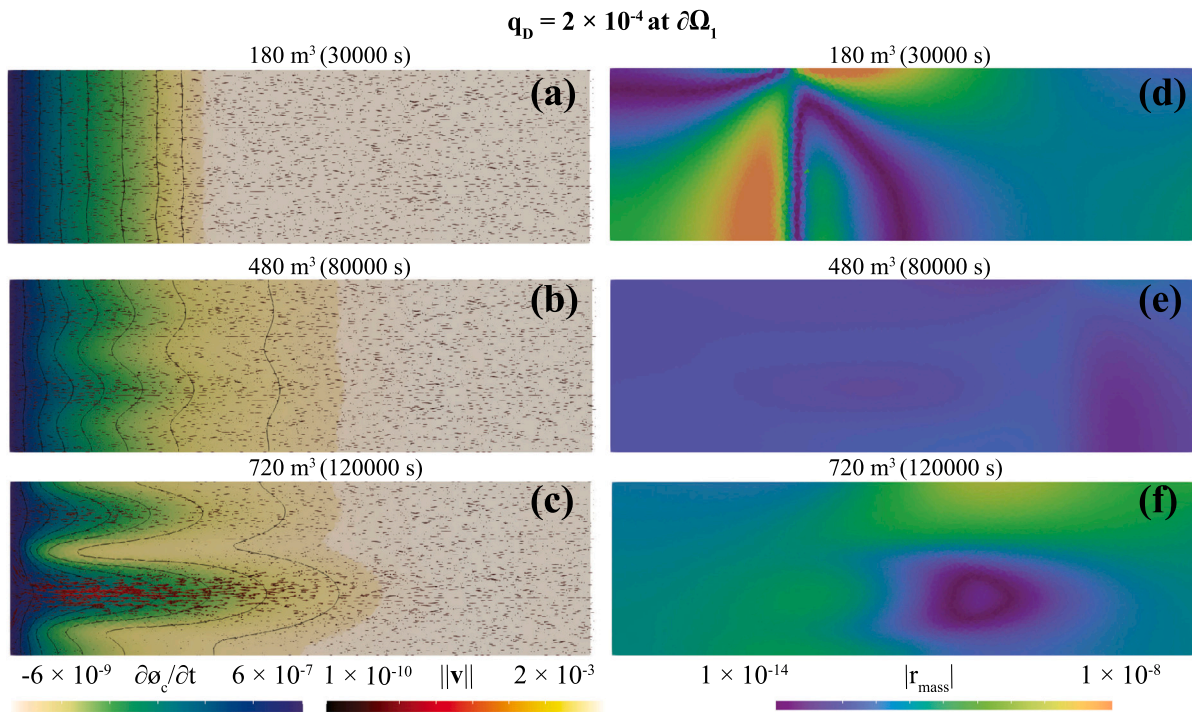 q_D = 2 × 10⁻⁴ at ∂Ω₁
180 m³ (30000 s)
180 m³ (30000 s)
(a)
(d)
480 m³ (80000 s)
480 m³ (80000 s)
(b)
(e)
720 m³ (120000 s)
720 m³ (120000 s)
(c)
(f)
-6 × 10⁻⁹ ∂ø_c/∂t 6 × 10⁻⁷ 1 × 10⁻¹⁰ ||v|| 2 × 10⁻³ 1 × 10⁻¹⁴ |r_mass| 1 × 10⁻⁸